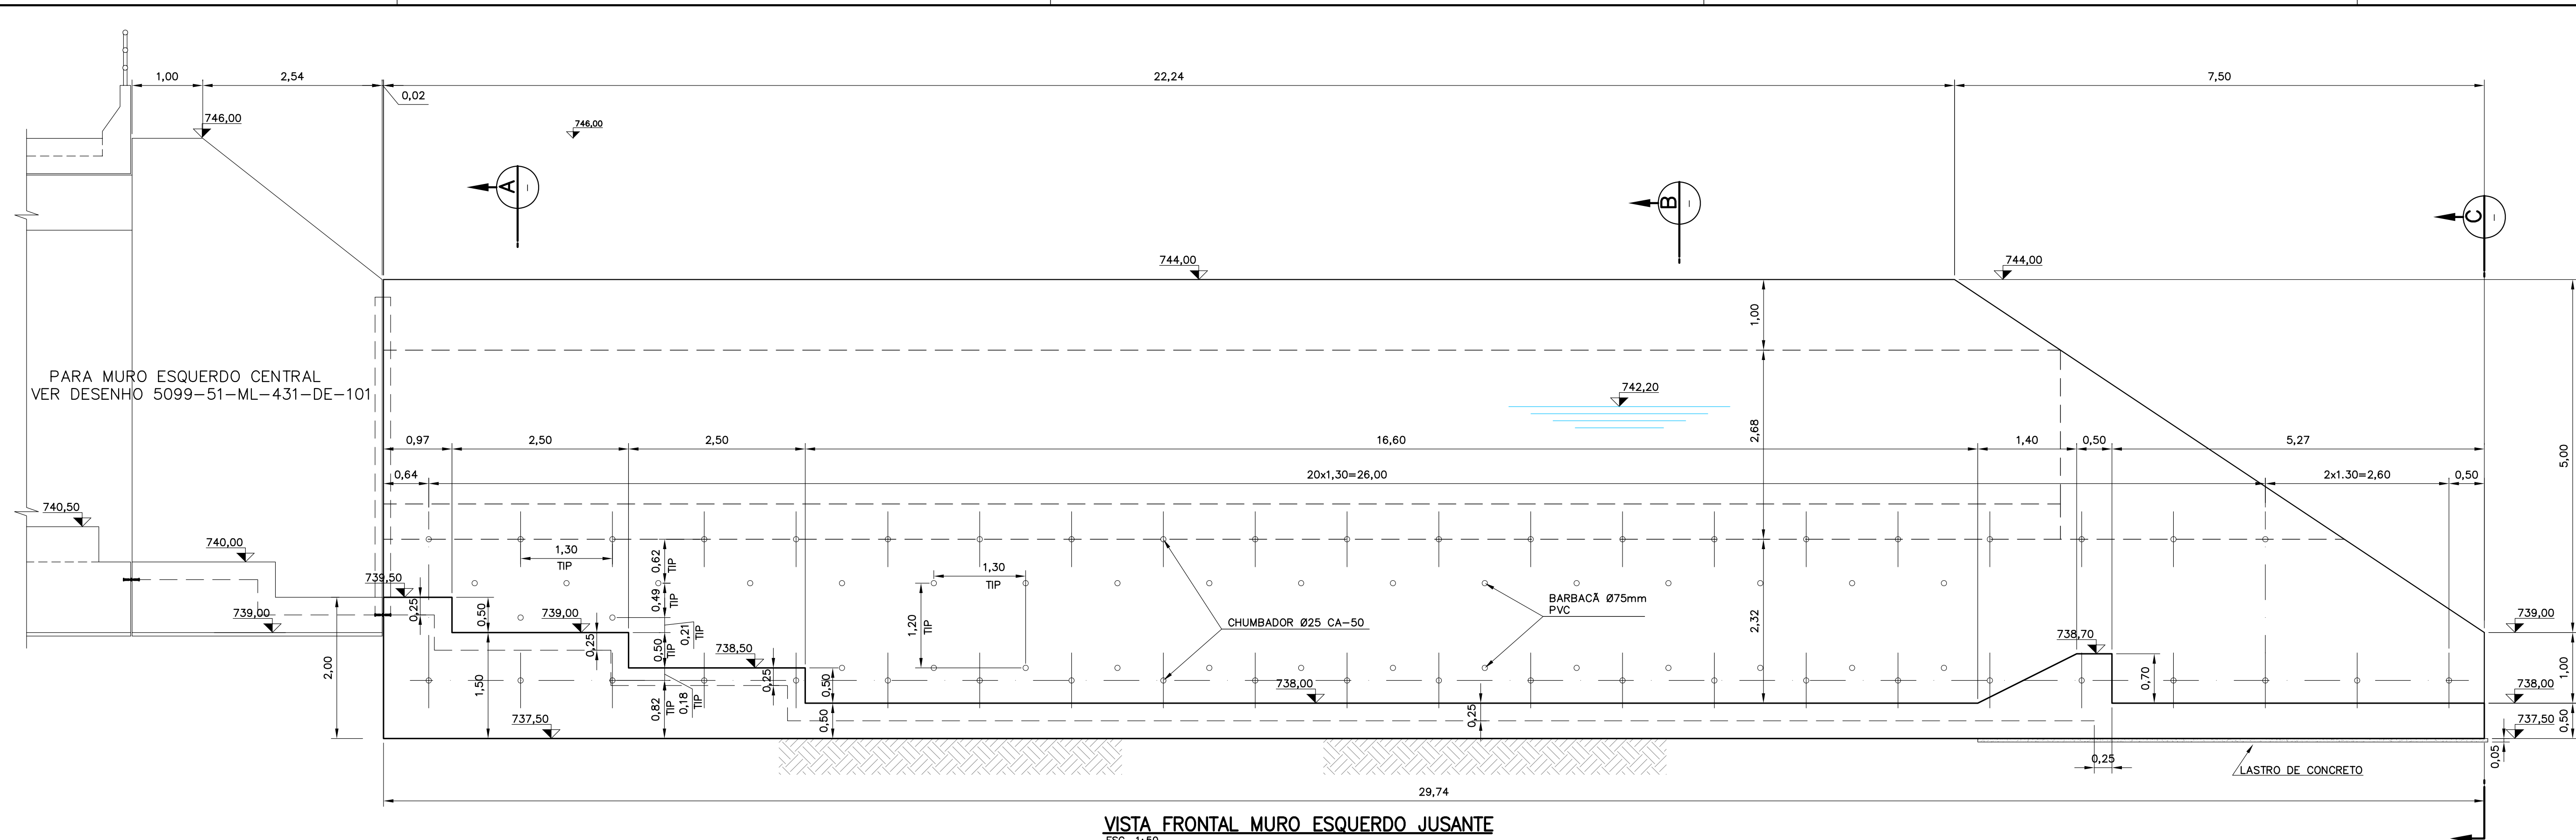 1,00
2,54
22,24
7,50
0,02
746,00
746,00
A
B
C
744,00
744,00
1,00
PARA MURO ESQUERDO CENTRAL
VER DESENHO 5099-51-ML-431-DE-101
742,20
2,68
5,00
0,97
2,50
2,50
16,60
1,40
0,50
5,27
0,64
20x1,30=26,00
2x1.30=2,60
0,50
740,50
740,00
1,30
TIP
0,62
TIP
1,30
TIP
739,50
0,25
0,50
739,00
739,00
0,49
TIP
0,25
0,50
TIP
0,21
TIP
1,20
TIP
CHUMBADOR Ø25 CA-50
BARBACÃ Ø75mm
PVC
2,32
738,70
739,00
738,50
2,00
1,50
0,25
0,50
738,00
0,70
1,00
738,00
0,82
TIP
0,18
TIP
737,50
0,50
0,25
737,50
0,50
0,05
0,25
LASTRO DE CONCRETO
29,74
VISTA FRONTAL MURO ESQUERDO JUSANTE
ESC. 1:50